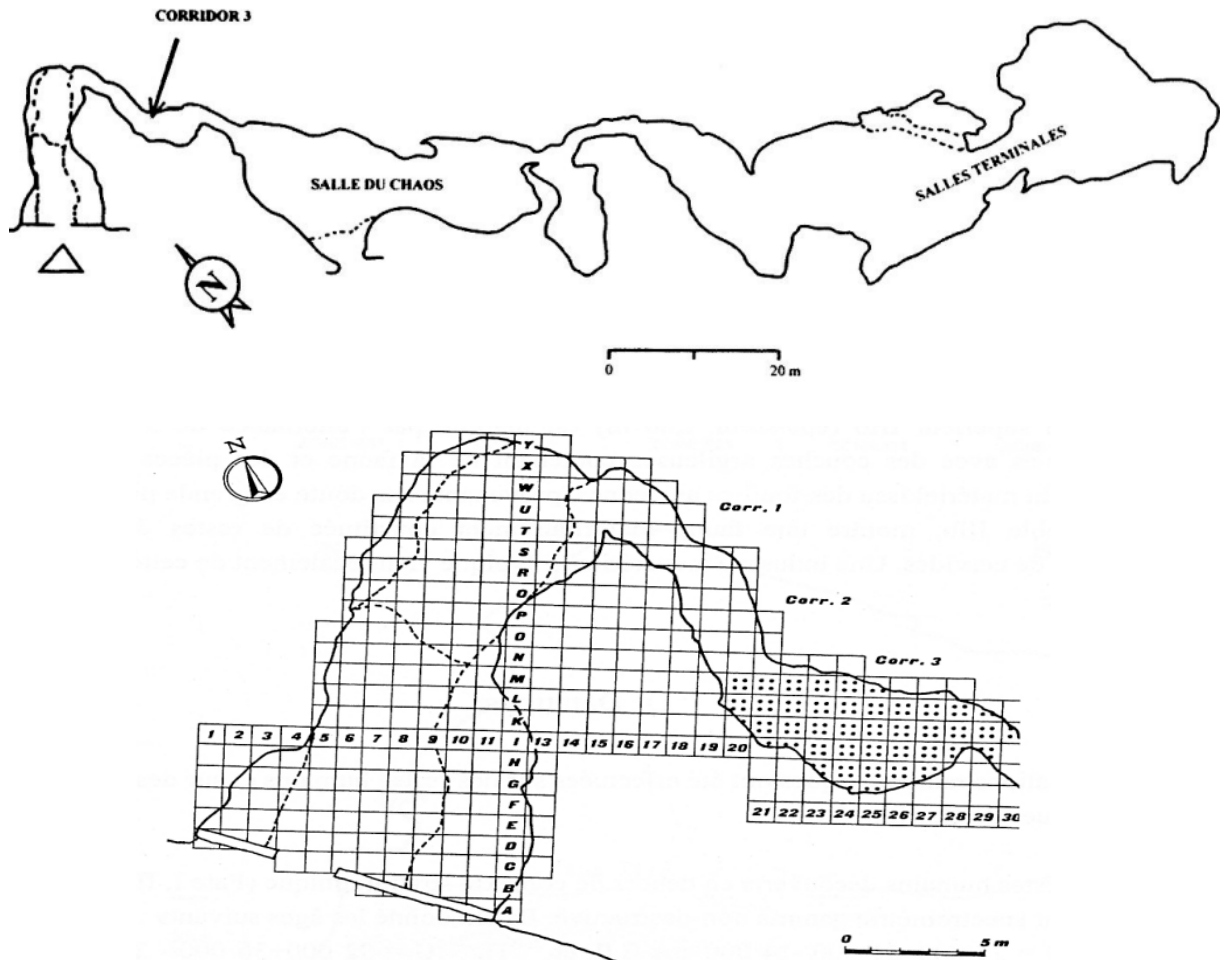 CORRIDOR 3
SALLE DU CHAOS
SALLES TERMINALES
N
0 20 m
N
Y
X
W
U
T
S
R
Q
P
O
N
M
L
K
1 2 3 4 5 6 7 8 9 10 11 I 13 14 15 16 17 18 19 20
H
G
F
E
D
C
B
A
Corr. 1
Corr. 2
Corr. 3
21 22 23 24 25 26 27 28 29 30
0 5 m